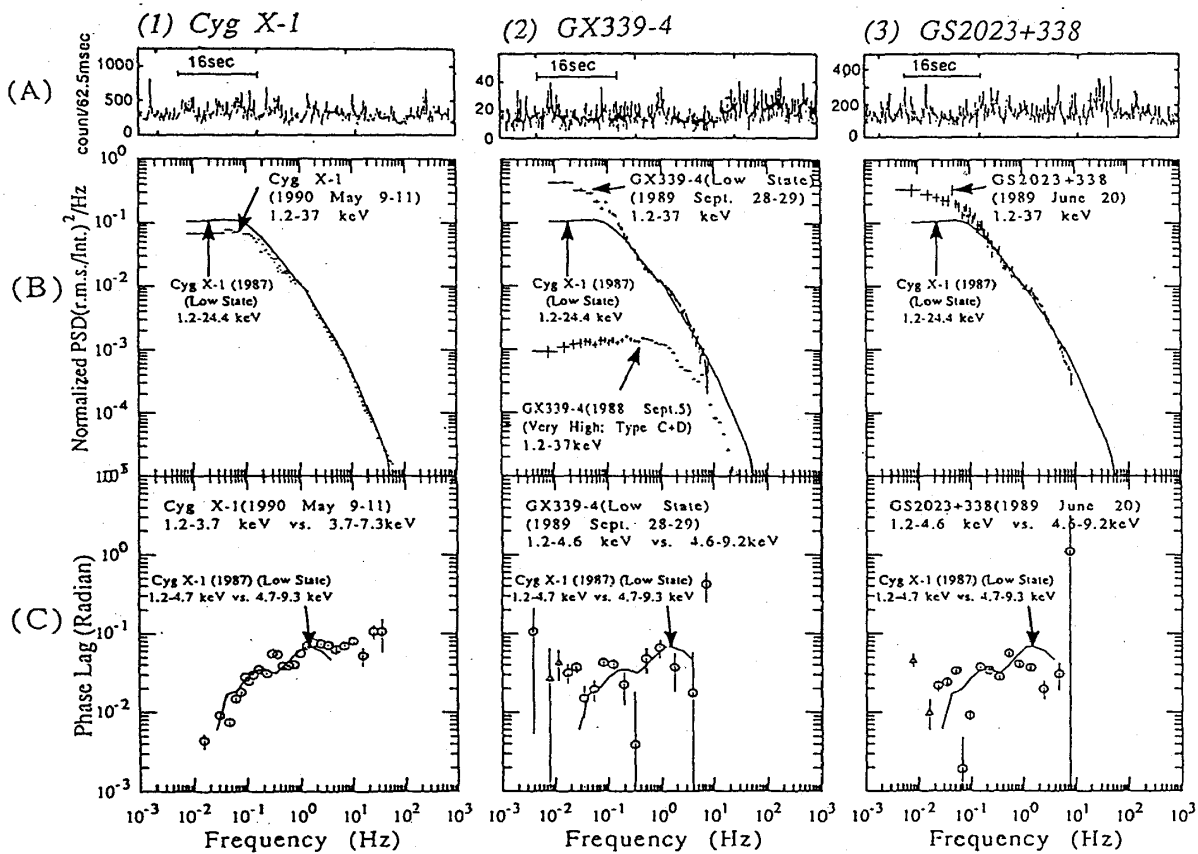 (1) Cyg X-1
(2) GX339-4
(3) GS2023+338
(A)
count/62.5msec
1000
500
0
16sec
40
20
0
16sec
400
200
0
16sec
(B)
Normalized PSD(r.m.s./Int.)²/Hz
10⁰
10⁻¹
10⁻²
10⁻³
10⁻⁴
10⁻⁵
Cyg X-1
(1990 May 9-11)
1.2-37 keV
Cyg X-1 (1987)
(Low State)
1.2-24.4 keV
GX339-4(Low State)
(1989 Sept. 28-29)
1.2-37 keV
Cyg X-1 (1987)
(Low State)
1.2-24.4 keV
GX339-4(1988 Sept.5)
(Very High; Type C+D)
1.2-37keV
GS2023+338
(1989 June 20)
1.2-37 keV
Cyg X-1 (1987)
(Low State)
1.2-24.4 keV
(C)
Phase Lag (Radian)
10⁰
10⁻¹
10⁻²
10⁻³
Cyg X-1(1990 May 9-11)
1.2-3.7 keV vs. 3.7-7.3keV
Cyg X-1 (1987) (Low State)
1.2-4.7 keV vs. 4.7-9.3 keV
GX339-4(Low State)
(1989 Sept. 28-29)
1.2-4.6 keV vs. 4.6-9.2keV
Cyg X-1 (1987) (Low State)
1.2-4.7 keV vs. 4.7-9.3 keV
GS2023+338(1989 June 20)
1.2-4.6 keV vs. 4.6-9.2keV
Cyg X-1 (1987) (Low State)
1.2-4.7 keV vs. 4.7-9.3 keV
10⁻³ 10⁻² 10⁻¹ 10⁰ 10¹ 10² 10³
10⁻³ 10⁻² 10⁻¹ 10⁰ 10¹ 10² 10³
10⁻³ 10⁻² 10⁻¹ 10⁰ 10¹ 10² 10³
Frequency (Hz)
Frequency (Hz)
Frequency (Hz)